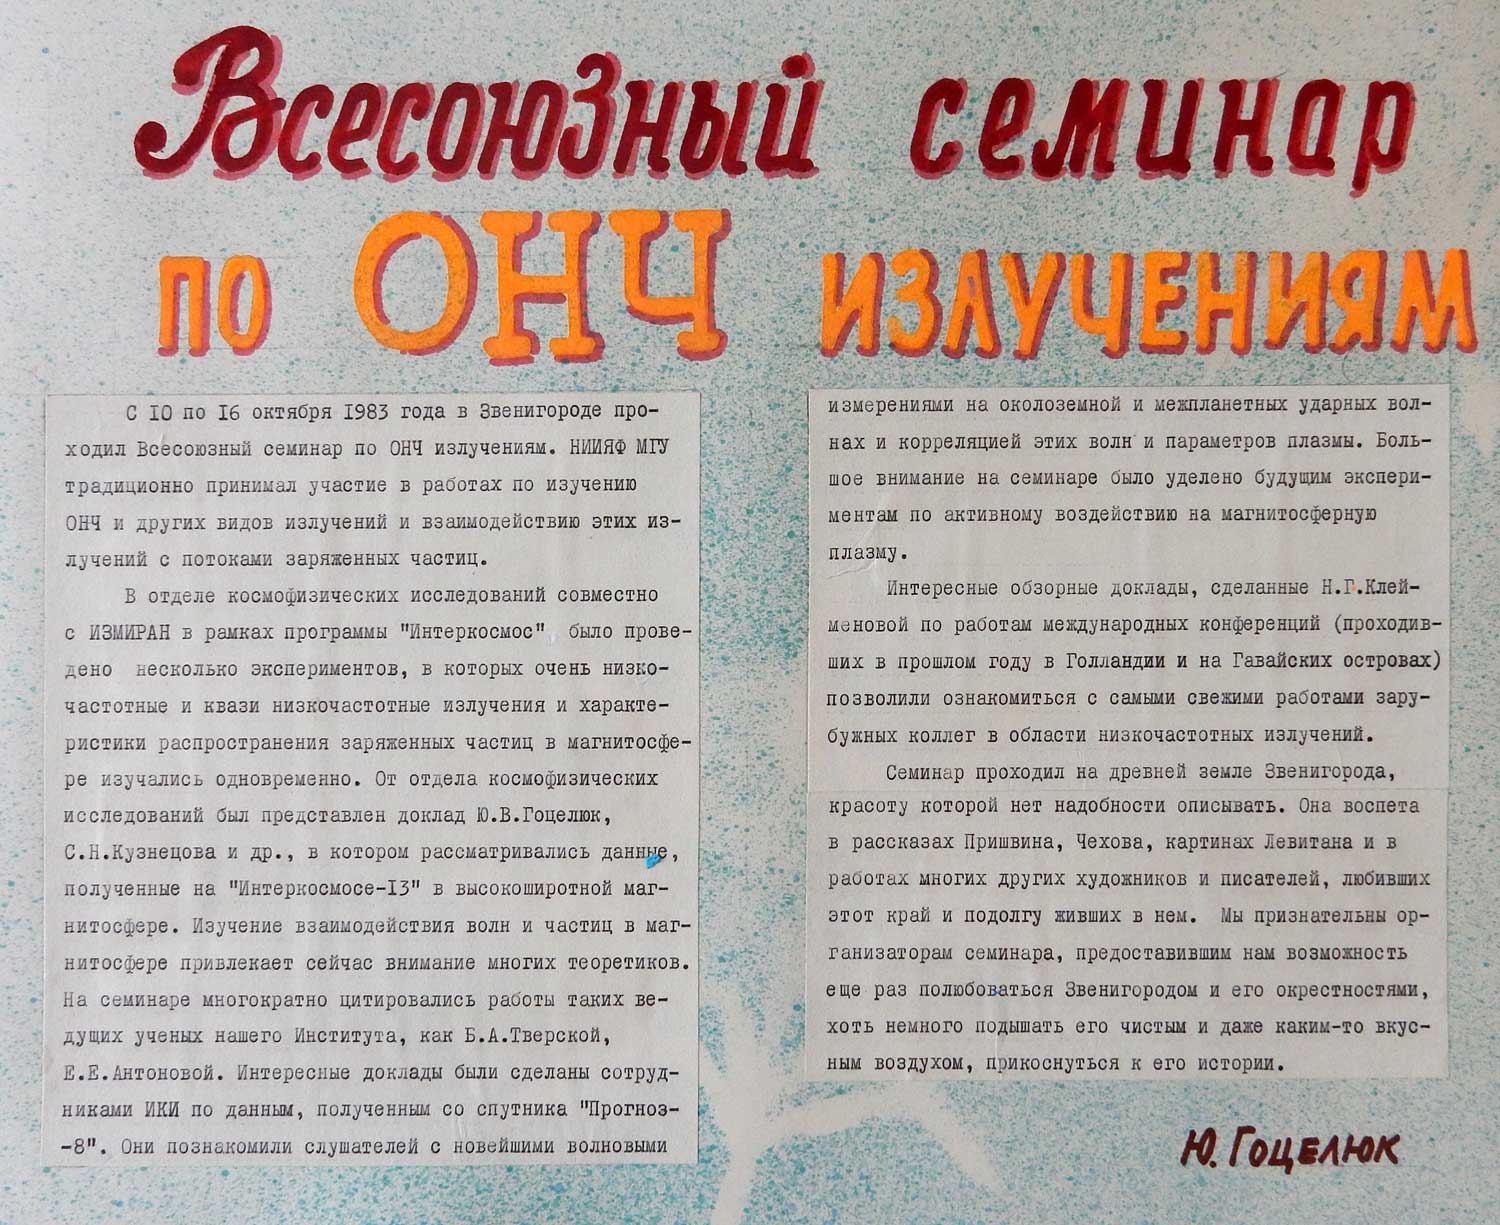 Всесоюзный семинар
по ОНЧ излучениям
С 10 по 16 октября 1983 года в Звенигороде про-
ходил Всесоюзный семинар по ОНЧ излучениям. НИИЯФ МГУ
традиционно принимал участие в работах по изучению
ОНЧ и других видов излучений и взаимодействию этих из-
лучений с потоками заряженных частиц.
В отделе космофизических исследований совместно
с ИЗМИРАН в рамках программы "Интеркосмос" было прове-
дено несколько экспериментов, в которых очень низко-
частотные и квази низкочастотные излучения и характе-
ристики распространения заряженных частиц в магнитосфе-
ре изучались одновременно. От отдела космофизических
исследований был представлен доклад Ю.В.Гоцелюк,
С.Н.Кузнецова и др., в котором рассматривались данные,
полученные на "Интеркосмосе-13" в высокоширотной маг-
нитосфере. Изучение взаимодействия волн и частиц в маг-
нитосфере привлекает сейчас внимание многих теоретиков.
На семинаре многократно цитировались работы таких ве-
дущих ученых нашего Института, как Б.А.Тверской,
Е.Е.Антоновой. Интересные доклады были сделаны сотруд-
никами ИКИ по данным, полученным со спутника "Прогноз-
-8". Они познакомили слушателей с новейшими волновыми
измерениями на околоземной и межпланетных ударных вол-
нах и корреляцией этих волн и параметров плазмы. Боль-
шое внимание на семинаре было уделено будущим экспери-
ментам по активному воздействию на магнитосферную
плазму.
Интересные обзорные доклады, сделанные Н.Г.Клей-
меновой по работам международных конференций (проходив-
ших в прошлом году в Голландии и на Гавайских островах)
позволили ознакомиться с самыми свежими работами зару-
бужных коллег в области низкочастотных излучений.
Семинар проходил на древней земле Звенигорода,
красоту которой нет надобности описывать. Она воспета
в рассказах Пришвина, Чехова, картинах Левитана и в
работах многих других художников и писателей, любивших
этот край и подолгу живших в нем. Мы признательны ор-
ганизаторам семинара, предоставившим нам возможность
еще раз полюбоваться Звенигородом и его окрестностями,
хоть немного подышать его чистым и даже каким-то вкус-
ным воздухом, прикоснуться к его истории.
Ю. Гоцелюк